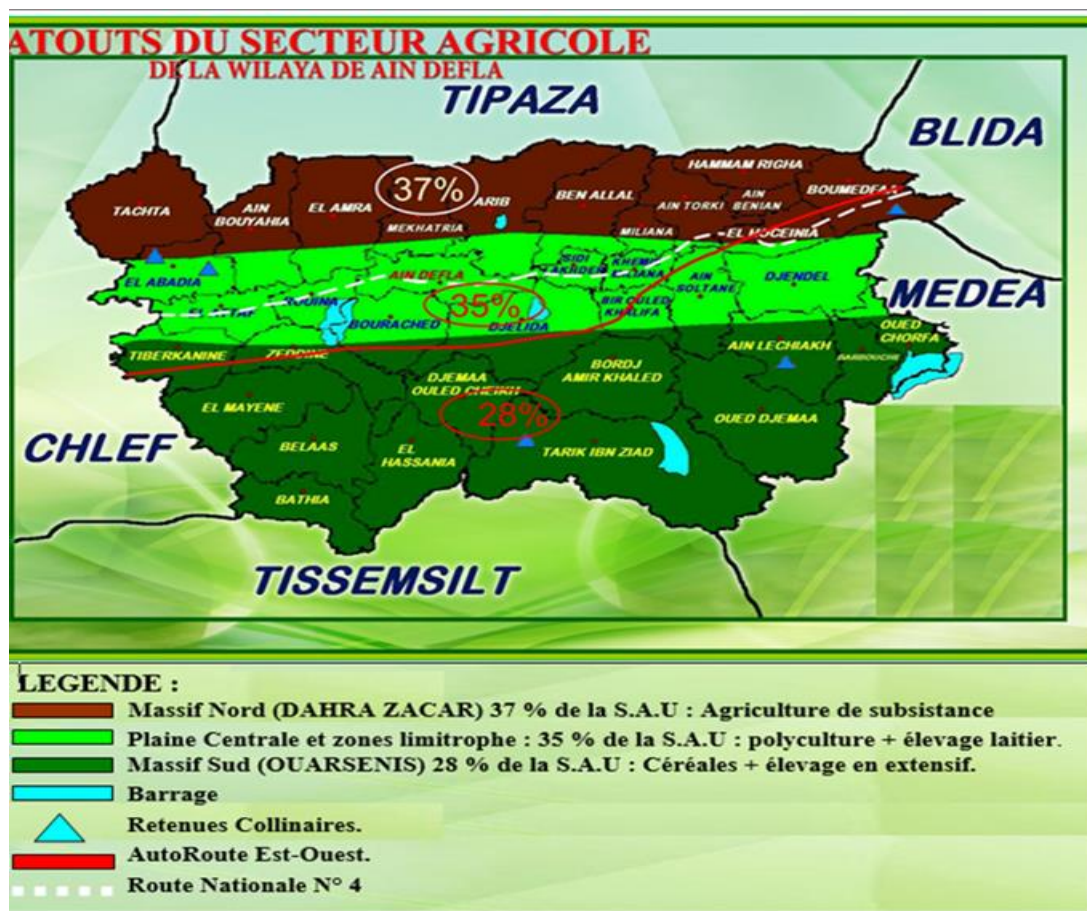 ATOUTS DU SECTEUR AGRICOLE
DE LA WILAYA DE AIN DEFLA
TIPAZA
BLIDA
HAMMAM RIGHA
37%
BOUMEDFAA
BEN ALLAL
AIN
BENIAN
TACHTA
AIN
BOUYAHIA
EL AMRA
ARIB
AIN TORKI
MEKHATRIA
MILIANA
EL HOCEINIA
SIDI
LAKHDER
KHEMIS
MILIANA
EL ABADIA
AIN DEFLA
AIN
SOLTANE
DJENDEL
MEDEA
ROUINA
EL ATTAF
35%
BIR OULED
KHALIFA
BOURACHED
DJELIDA
OUED
CHORFA
TIBERKANINE
ZEDDINE
AIN LECHIAKH
BARBOUCHE
BORDJ
AMIR KHALED
DJEMAA
OULED CHEIKH
EL MAYENE
28%
OUED DJEMAA
CHLEF
BELAAS
EL
HASSANIA
TARIK IBN ZIAD
BATHIA
TISSEMSILT
LEGENDE :
Massif Nord (DAHRA ZACAR) 37 % de la S.A.U : Agriculture de subsistance
Plaine Centrale et zones limitrophe : 35 % de la S.A.U : polyculture + élevage laitier.
Massif Sud (OUARSENIS) 28 % de la S.A.U : Céréales + élevage en extensif.
Barrage
Retenues Collinaires.
AutoRoute Est-Ouest.
Route Nationale N° 4